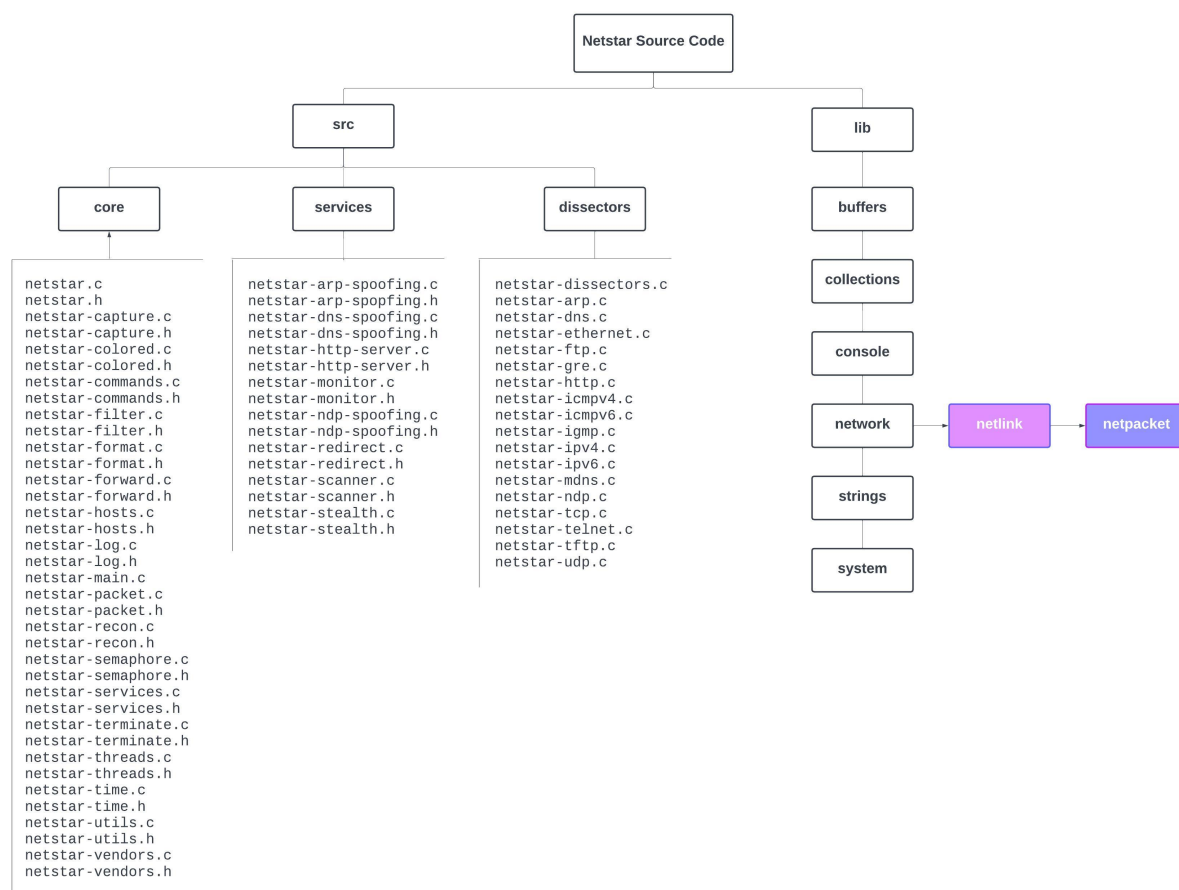 Netstar Source Code
src
lib
core
services
dissectors
buffers
collections
console
network
netlink
netpacket
strings
system
netstar.c
netstar.h
netstar-capture.c
netstar-capture.h
netstar-colored.c
netstar-colored.h
netstar-commands.c
netstar-commands.h
netstar-filter.c
netstar-filter.h
netstar-format.c
netstar-format.h
netstar-forward.c
netstar-forward.h
netstar-hosts.c
netstar-hosts.h
netstar-log.c
netstar-log.h
netstar-main.c
netstar-packet.c
netstar-packet.h
netstar-recon.c
netstar-recon.h
netstar-semaphore.c
netstar-semaphore.h
netstar-services.c
netstar-services.h
netstar-terminate.c
netstar-terminate.h
netstar-threads.c
netstar-threads.h
netstar-time.c
netstar-time.h
netstar-utils.c
netstar-utils.h
netstar-vendors.c
netstar-vendors.h
netstar-arp-spoofing.c
netstar-arp-spopfing.h
netstar-dns-spoofing.c
netstar-dns-spoofing.h
netstar-http-server.c
netstar-http-server.h
netstar-monitor.c
netstar-monitor.h
netstar-ndp-spoofing.c
netstar-ndp-spoofing.h
netstar-redirect.c
netstar-redirect.h
netstar-scanner.c
netstar-scanner.h
netstar-stealth.c
netstar-stealth.h
netstar-dissectors.c
netstar-arp.c
netstar-dns.c
netstar-ethernet.c
netstar-ftp.c
netstar-gre.c
netstar-http.c
netstar-icmpv4.c
netstar-icmpv6.c
netstar-igmp.c
netstar-ipv4.c
netstar-ipv6.c
netstar-mdns.c
netstar-ndp.c
netstar-tcp.c
netstar-telnet.c
netstar-tftp.c
netstar-udp.c